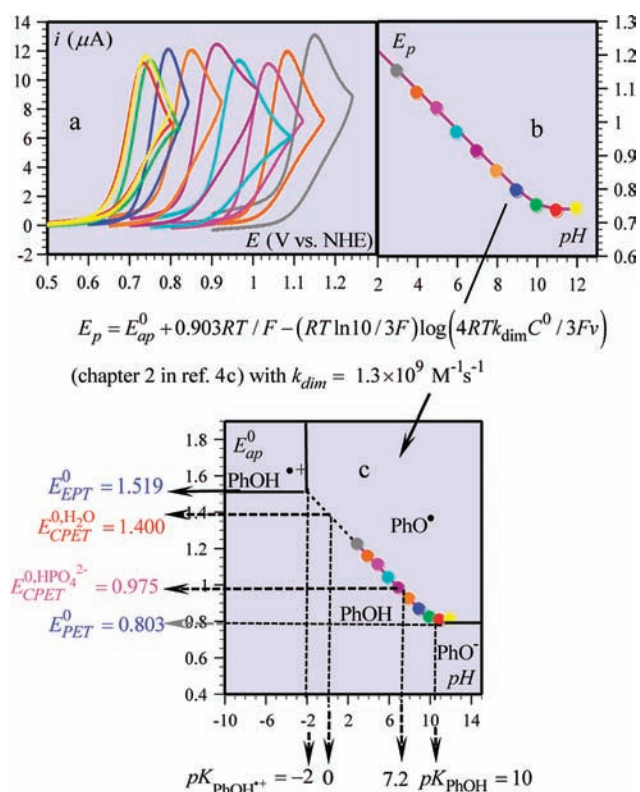 14
12
10
8
6
4
2
0
-2
i (μA)
a
E (V vs. NHE)
0.5 0.6 0.7 0.8 0.9 1 1.1 1.2
E_p
b
pH
1.3
1.2
1.1
1
0.9
0.8
0.7
0.6
2 4 6 8 10 12
E_p = E^0_ap + 0.903RT / F − (RT ln10 / 3F) log(4RTk_dim C^0 / 3Fv)
(chapter 2 in ref. 4c) with k_dim = 1.3×10^9 M^-1 s^-1
1.8
1.6
1.4
1.2
1
0.8
0.6
0.4
E^0_ap
c
PhOH^•+
PhO^•
PhOH
PhO^-
pH
E^0_EPT = 1.519
E^0,H2O_CPET = 1.400
E^0,HPO4^2-_CPET = 0.975
E^0_PET = 0.803
-10 -6 -2 2 6 10 14
pK_PhOH^•+ = −2 0 7.2 pK_PhOH = 10